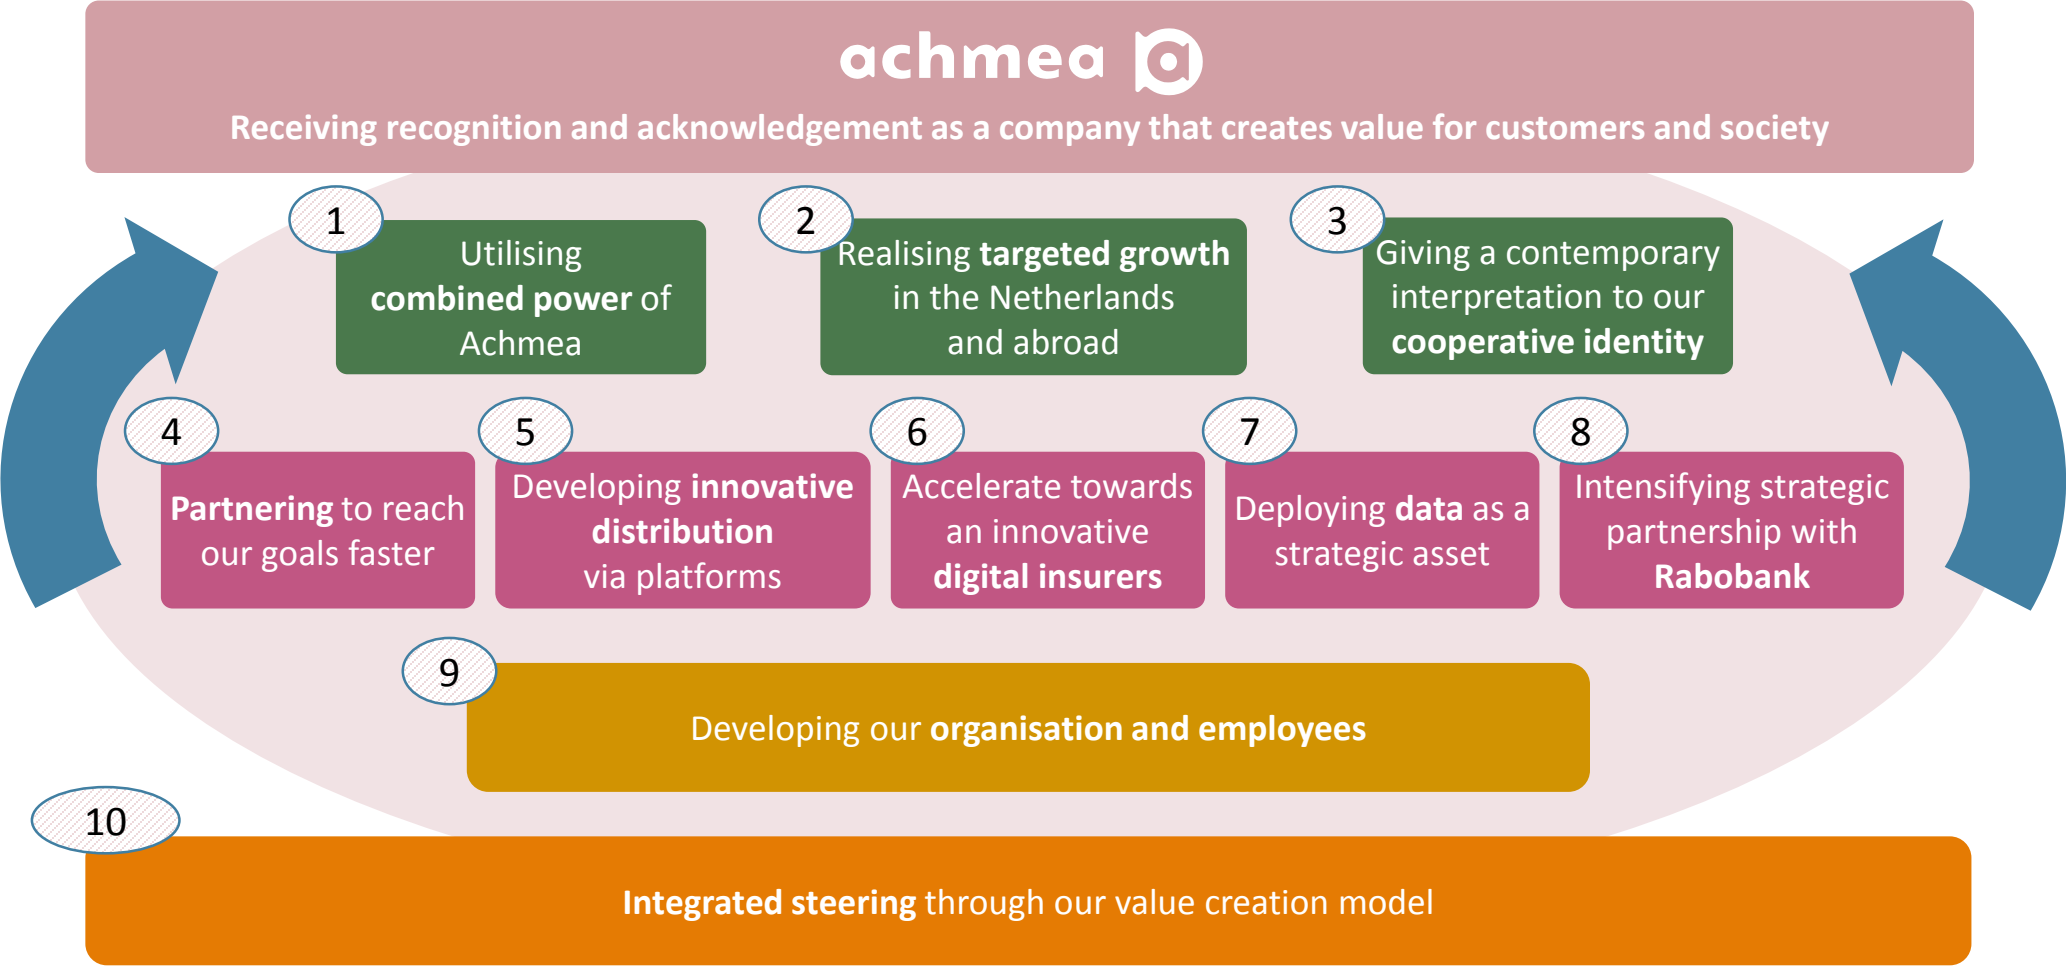 achmea
Receiving recognition and acknowledgement as a company that creates value for customers and society
1
Utilising
combined power of
Achmea
2
Realising targeted growth
in the Netherlands
and abroad
3
Giving a contemporary
interpretation to our
cooperative identity
4
Partnering to reach
our goals faster
5
Developing innovative
distribution
via platforms
6
Accelerate towards
an innovative
digital insurers
7
Deploying data as a
strategic asset
8
Intensifying strategic
partnership with
Rabobank
9
Developing our organisation and employees
10
Integrated steering through our value creation model